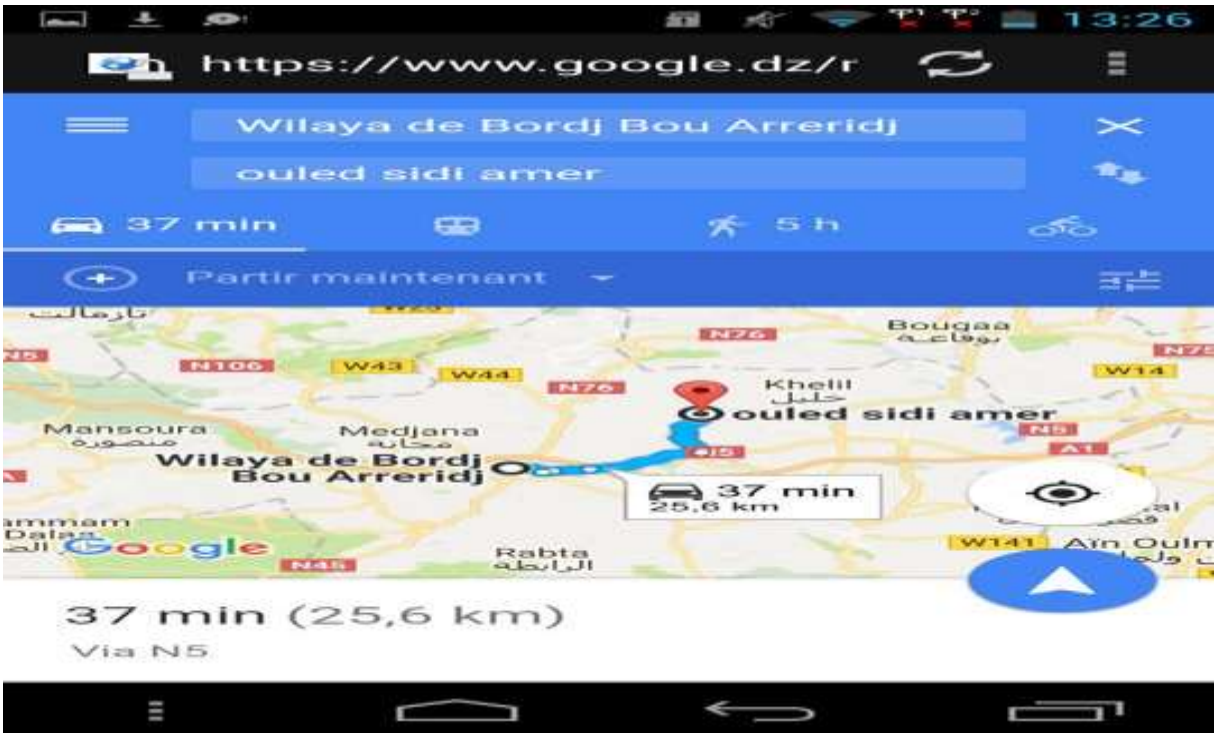 13:26
https://www.google.dz/r
Wilaya de Bordj Bou Arreridj
ouled sidi amer
37 min
5 h
Partir maintenant
تازمالت
N76
Bougaa
بوقاعة
N5
N106
W43
W44
N76
Khelil
خليل
N75
W14
ouled sidi amer
Mansoura
منصورة
Medjana
مجانة
N5
A1
Wilaya de Bordj
Bou Arreridj
37 min
25,6 km
Google
N45
Rabta
الرابطة
W141
37 min (25,6 km)
Via N5